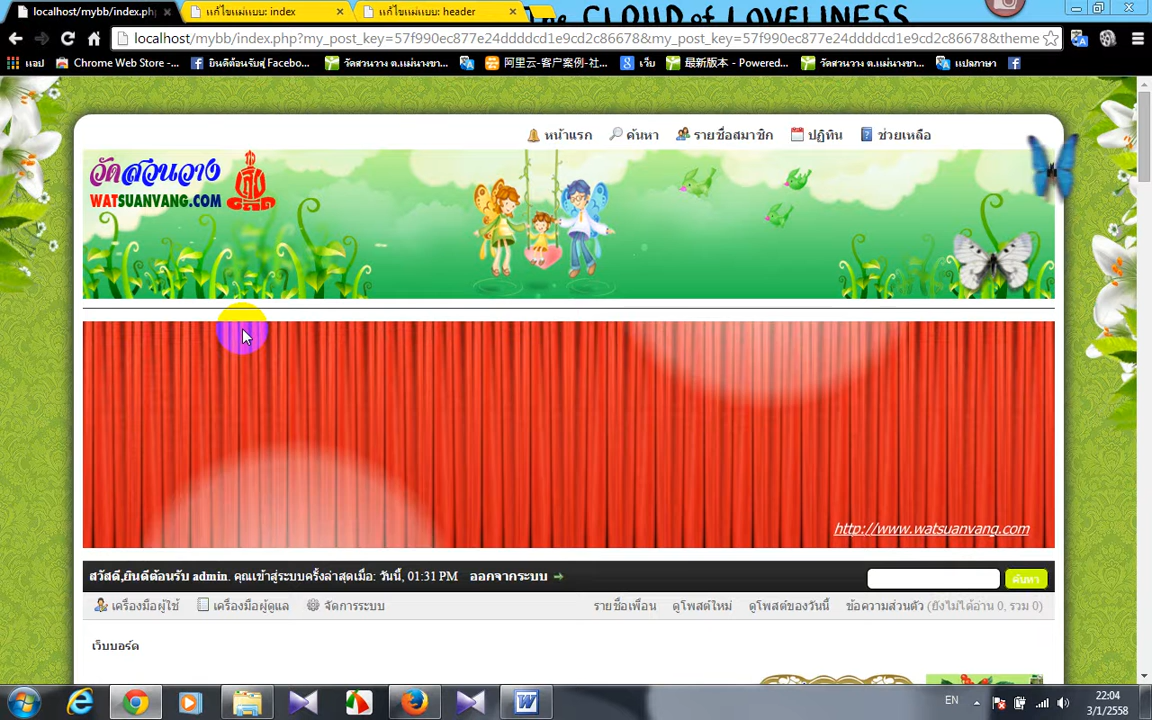 The CLOUD of LOVELINESS
localhost/mybb/index.ph
แก้ไขแม่แบบ: index
แก้ไขแม่แบบ: header
localhost/mybb/index.php?my_post_key=57f990ec877e24ddddcd1e9cd2c86678&my_post_key=57f990ec877e24ddddcd1e9cd2c86678&theme
แอป
Chrome Web Store -...
ยินดีต้อนรับสู่ Facebo...
วัดสวนวาง ต.แม่นางขา...
阿里云-客户案例-社...
เว็บ
最新版本 - Powered...
วัดสวนวาง ต.แม่นางขา...
แปลภาษา
หน้าแรก ค้นหา รายชื่อสมาชิก ปฏิทิน ช่วยเหลือ
วัดสวนวาง
WATSUANVANG.COM
http://www.watsuanvang.com
สวัสดี,ยินดีต้อนรับ admin. คุณเข้าสู่ระบบครั้งล่าสุดเมื่อ: วันนี้, 01:31 PM ออกจากระบบ
ค้นหา
เครื่องมือผู้ใช้ เครื่องมือผู้ดูแล จัดการระบบ
รายชื่อเพื่อน ดูโพสต์ใหม่ ดูโพสต์ของวันนี้ ข้อความส่วนตัว (ยังไม่ได้อ่าน 0, รวม 0)
เว็บบอร์ด
EN
22:04
3/1/2558